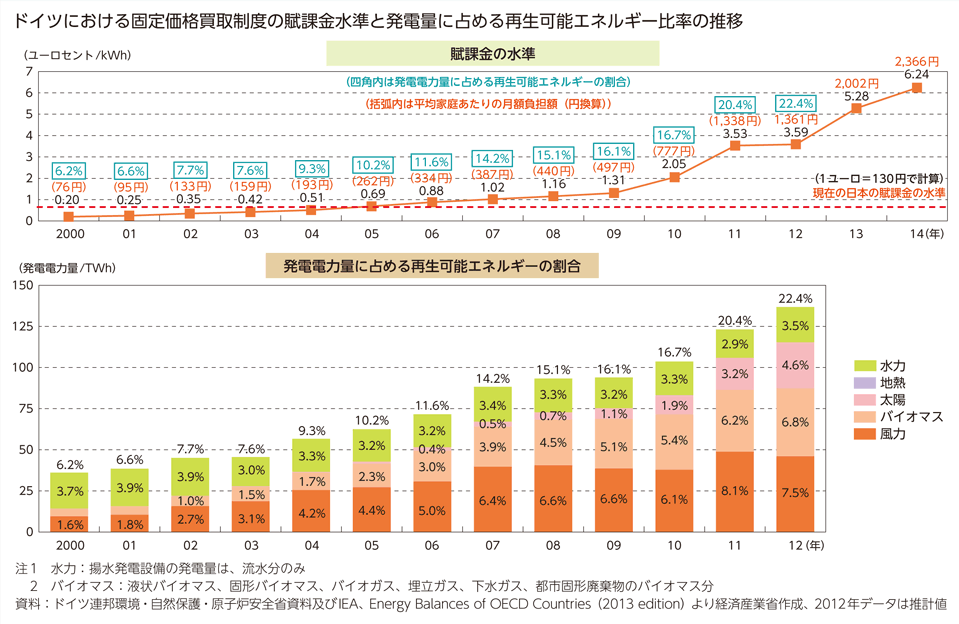 ドイツにおける固定価格買取制度の賦課金水準と発電量に占める再生可能エネルギー比率の推移
賦課金の水準
(ユーロセント/kWh)
(四角内は発電電力量に占める再生可能エネルギーの割合)
(括弧内は平均家庭あたりの月額負担額(円換算))
7
6
5
4
3
2
1
0
6.2% 6.6% 7.7% 7.6% 9.3% 10.2% 11.6% 14.2% 15.1% 16.1% 16.7% 20.4% 22.4%
(76円) (95円) (133円) (159円) (193円) (262円) (334円) (387円) (440円) (497円) (777円) (1,338円) 1,361円 2,002円 2,366円
0.20 0.25 0.35 0.42 0.51 0.69 0.88 1.02 1.16 1.31 2.05 3.53 3.59 5.28 6.24
(1ユーロ=130円で計算)
現在の日本の賦課金の水準
2000 01 02 03 04 05 06 07 08 09 10 11 12 13 14(年)
発電電力量に占める再生可能エネルギーの割合
(発電電力量/TWh)
150
125
100
75
50
25
0
6.2% 6.6% 7.7% 7.6% 9.3% 10.2% 11.6% 14.2% 15.1% 16.1% 16.7% 20.4% 22.4%
3.7% 3.9% 3.9% 3.0% 3.3% 3.2% 3.2% 3.4% 3.3% 3.2% 3.3% 2.9% 3.5%
0.4% 0.5% 0.7% 1.1% 1.9% 3.2% 4.6%
1.0% 1.5% 1.7% 2.3% 3.0% 3.9% 4.5% 5.1% 5.4% 6.2% 6.8%
1.6% 1.8% 2.7% 3.1% 4.2% 4.4% 5.0% 6.4% 6.6% 6.6% 6.1% 8.1% 7.5%
2000 01 02 03 04 05 06 07 08 09 10 11 12(年)
水力
地熱
太陽
バイオマス
風力
注1 水力:揚水発電設備の発電量は、流水分のみ
2 バイオマス:液状バイオマス、固形バイオマス、バイオガス、埋立ガス、下水ガス、都市固形廃棄物のバイオマス分
資料:ドイツ連邦環境・自然保護・原子炉安全省資料及びIEA、Energy Balances of OECD Countries(2013 edition)より経済産業省作成、2012年データは推計値